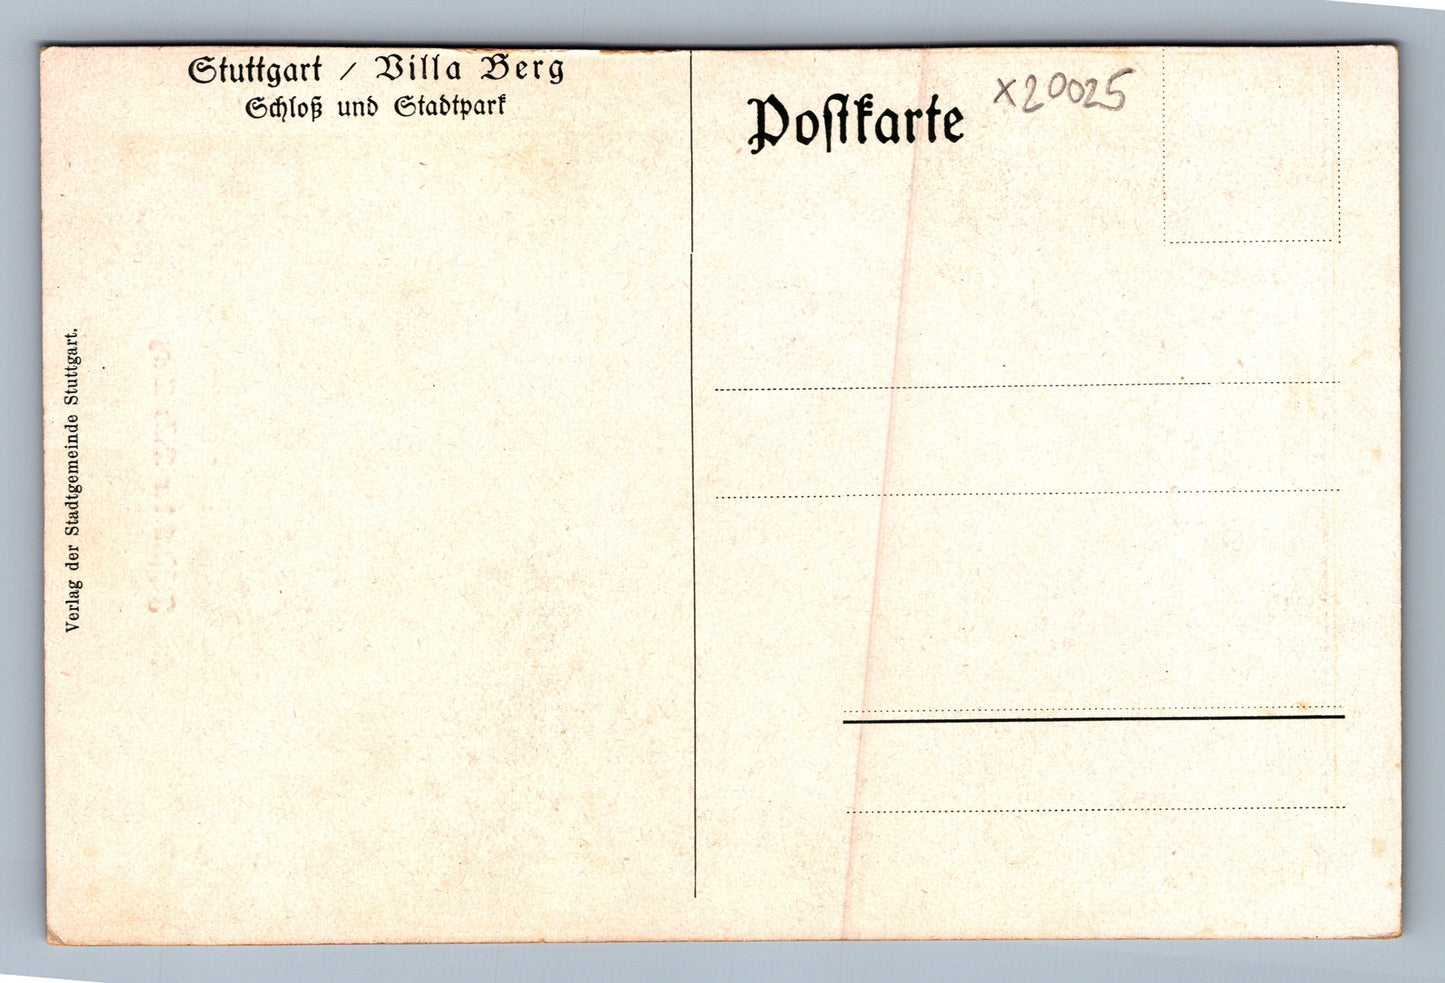 Stuttgart / Villa Berg
Schloß und Stadtpark
Postkarte
x20025
Verlag der Stadtgemeinde Stuttgart.